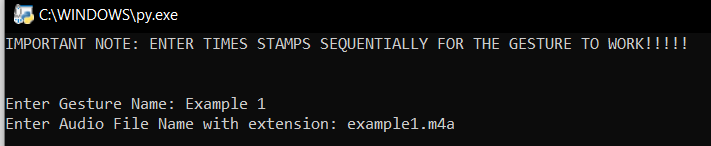 C:\WINDOWS\py.exe
IMPORTANT NOTE: ENTER TIMES STAMPS SEQUENTIALLY FOR THE GESTURE TO WORK!!!!!
Enter Gesture Name: Example 1
Enter Audio File Name with extension: example1.m4a